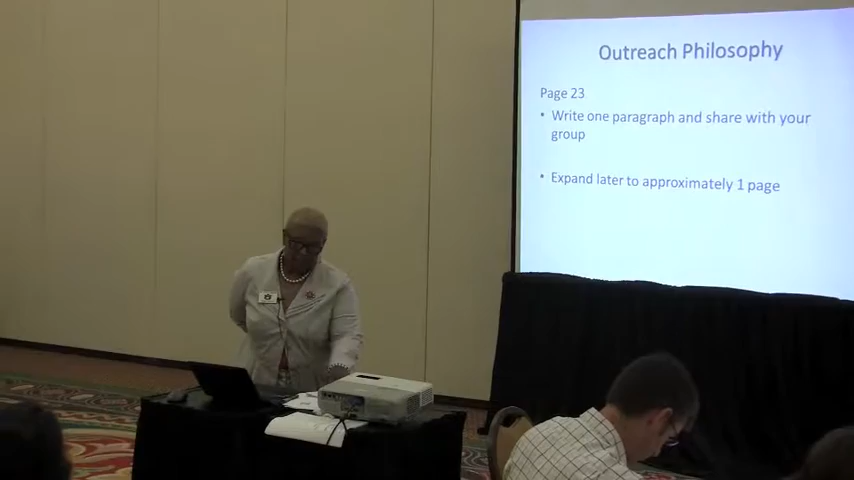 Outreach Philosophy
Page 23
• Write one paragraph and share with your
group
• Expand later to approximately 1 page